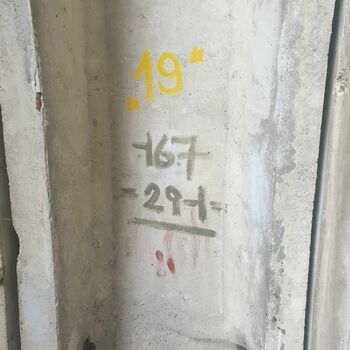 „19“
167
=291=